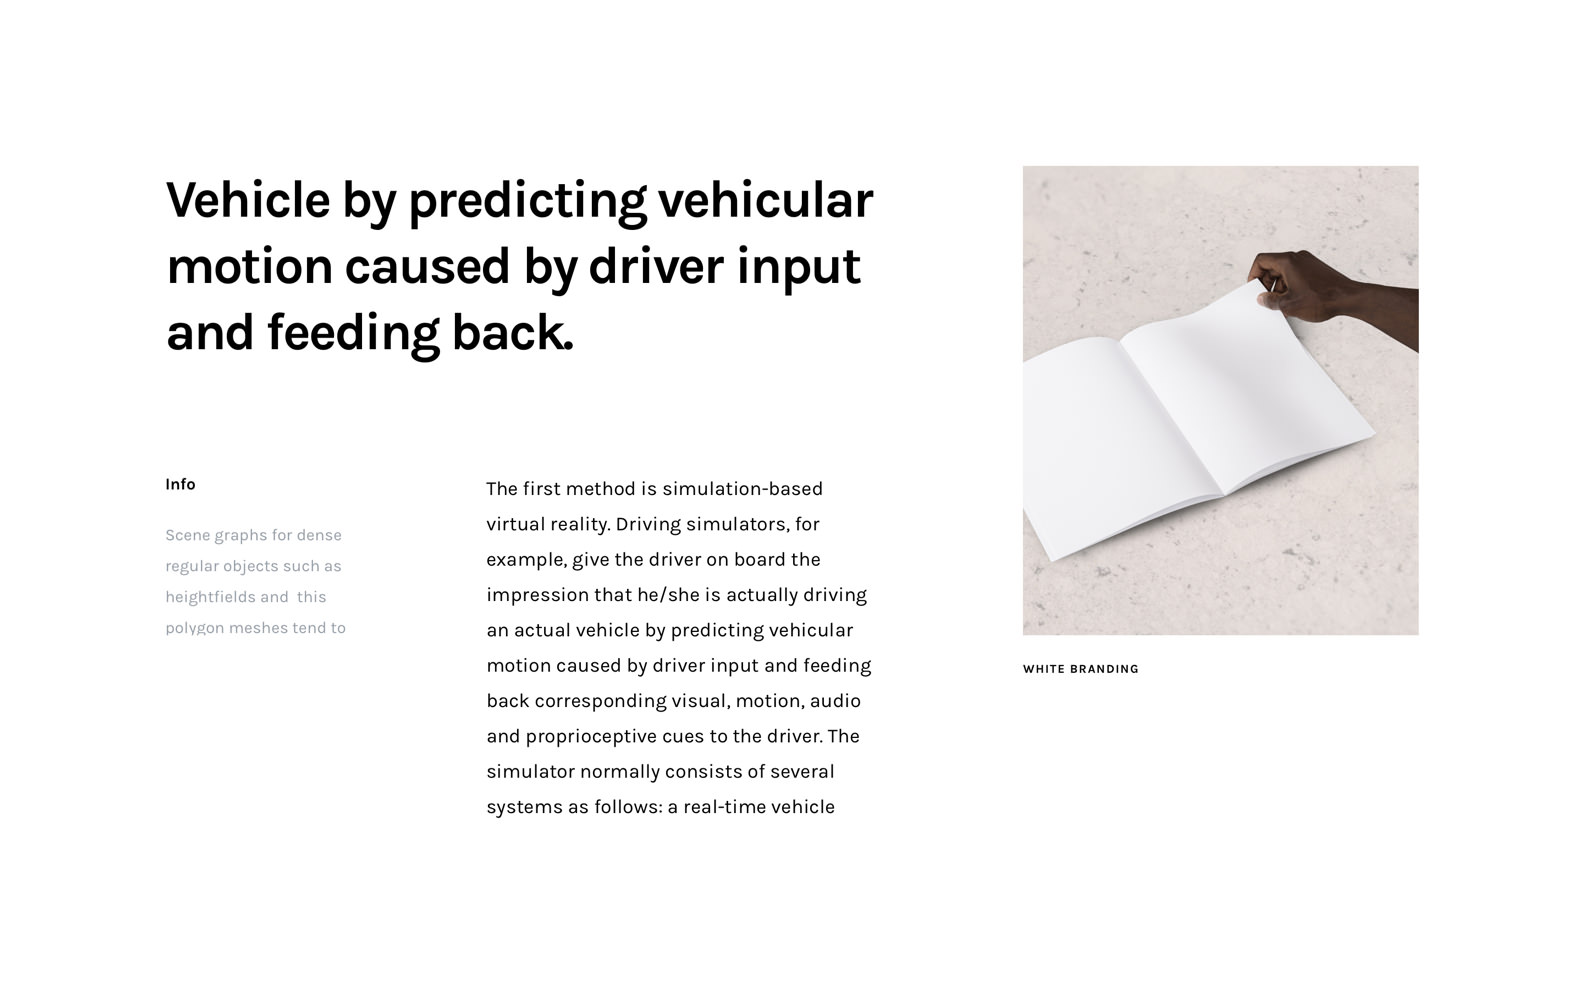 Vehicle by predicting vehicular
motion caused by driver input
and feeding back.
Info
Scene graphs for dense
regular objects such as
heightfields and  this
polygon meshes tend to
The first method is simulation-based
virtual reality. Driving simulators, for
example, give the driver on board the
impression that he/she is actually driving
an actual vehicle by predicting vehicular
motion caused by driver input and feeding
back corresponding visual, motion, audio
and proprioceptive cues to the driver. The
simulator normally consists of several
systems as follows: a real-time vehicle
WHITE BRANDING